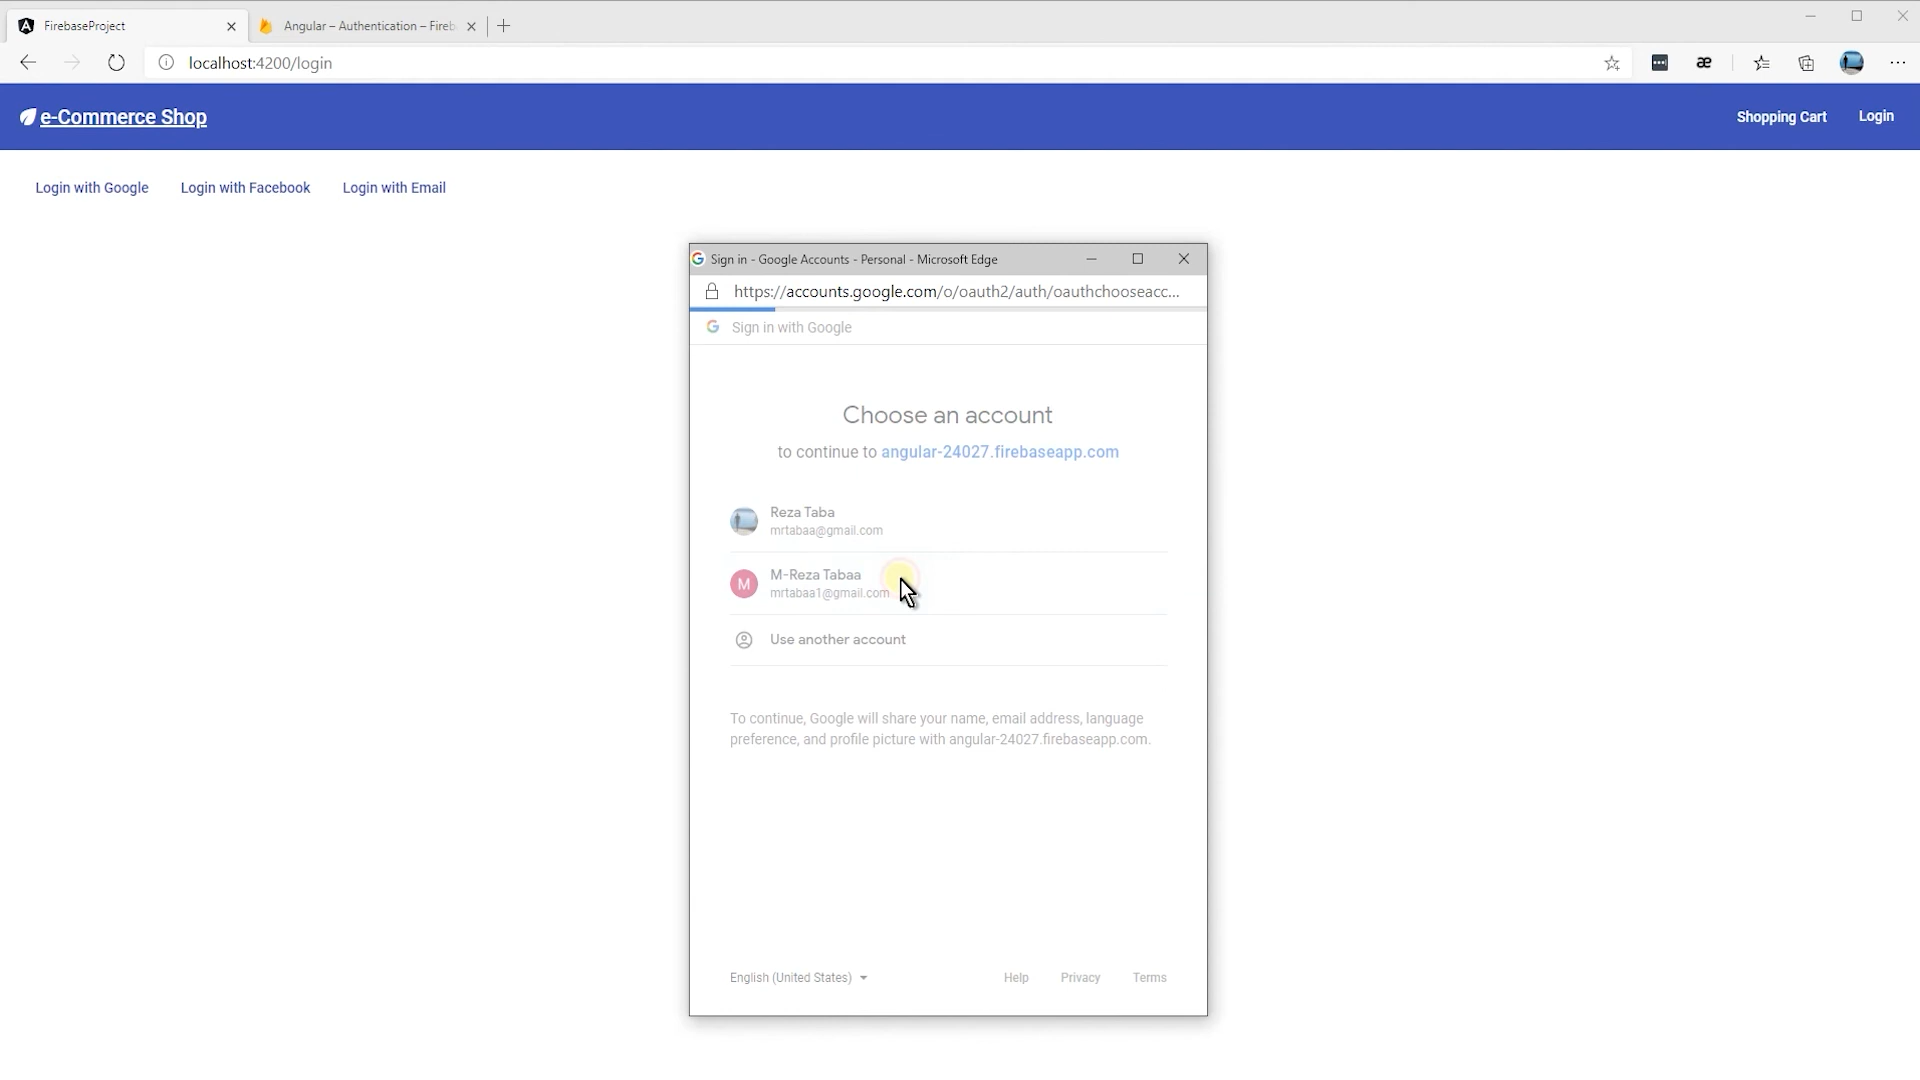 FirebaseProject
Angular – Authentication – Fireb
localhost:4200/login
e-Commerce Shop
Shopping Cart
Login
Login with Google
Login with Facebook
Login with Email
Sign in - Google Accounts - Personal - Microsoft Edge
https://accounts.google.com/o/oauth2/auth/oauthchooseacc...
Sign in with Google
Choose an account
to continue to angular-24027.firebaseapp.com
Reza Taba
mrtabaa@gmail.com
M
M-Reza Tabaa
mrtabaa1@gmail.com
Use another account
To continue, Google will share your name, email address, language
preference, and profile picture with angular-24027.firebaseapp.com.
English (United States)
Help
Privacy
Terms